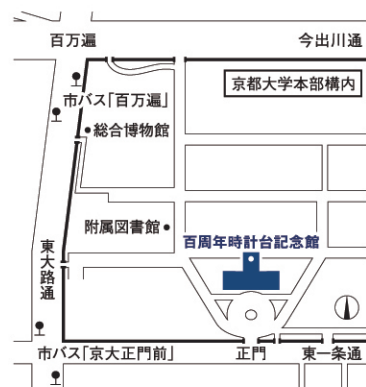 百万遍
今出川通
京都大学本部構内
市バス「百万遍」
総合博物館
附属図書館
百周年時計台記念館
東大路通
市バス「京大正門前」
正門
東一条通